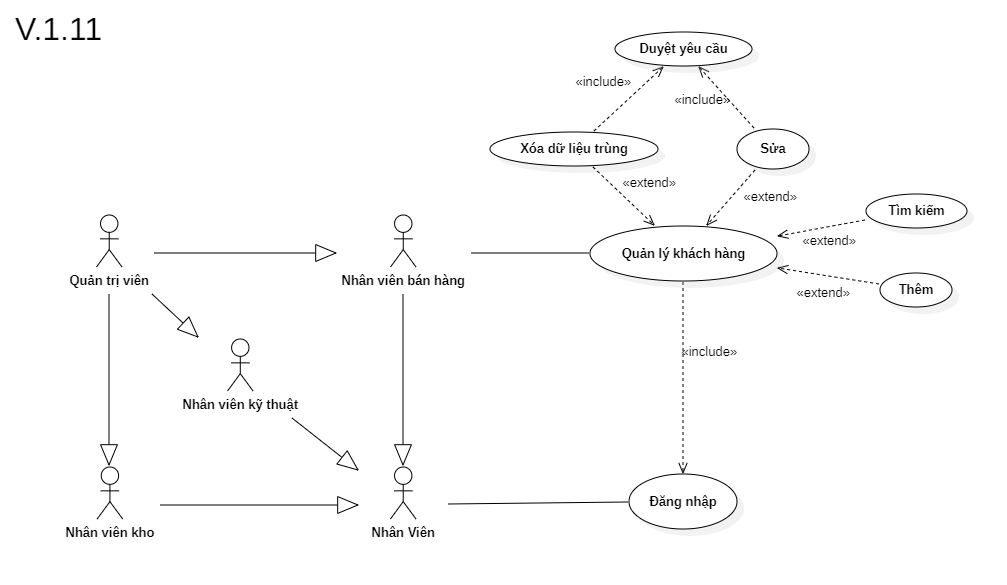 V.1.11
Duyệt yêu cầu
«include»
«include»
Xóa dữ liệu trùng
Sửa
«extend»
«extend»
Tìm kiếm
«extend»
Quản lý khách hàng
Quản trị viên
Nhân viên bán hàng
Thêm
«extend»
«include»
Nhân viên kỹ thuật
Đăng nhập
Nhân viên kho
Nhân Viên